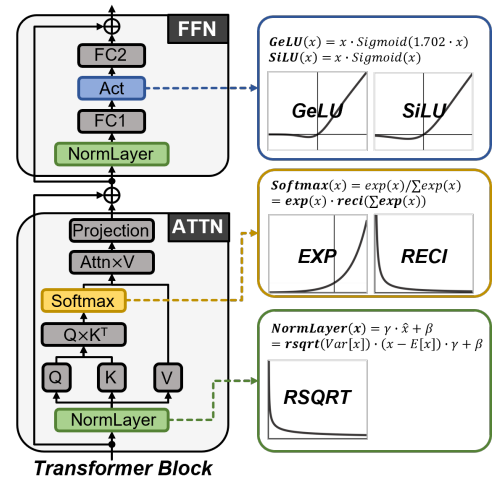 FFN
FC2
Act
FC1
NormLayer
ATTN
Projection
Attn×V
Softmax
Q×Kᵀ
Q K V
NormLayer
Transformer Block
GeLU(x) = x · Sigmoid(1.702 · x)
SiLU(x) = x · Sigmoid(x)
GeLU SiLU
Softmax(x) = exp(x)/∑exp(x)
= exp(x) · reci(∑exp(x))
EXP RECI
NormLayer(x) = γ · x̂ + β
= rsqrt(Var[x]) · (x − E[x]) · γ + β
RSQRT